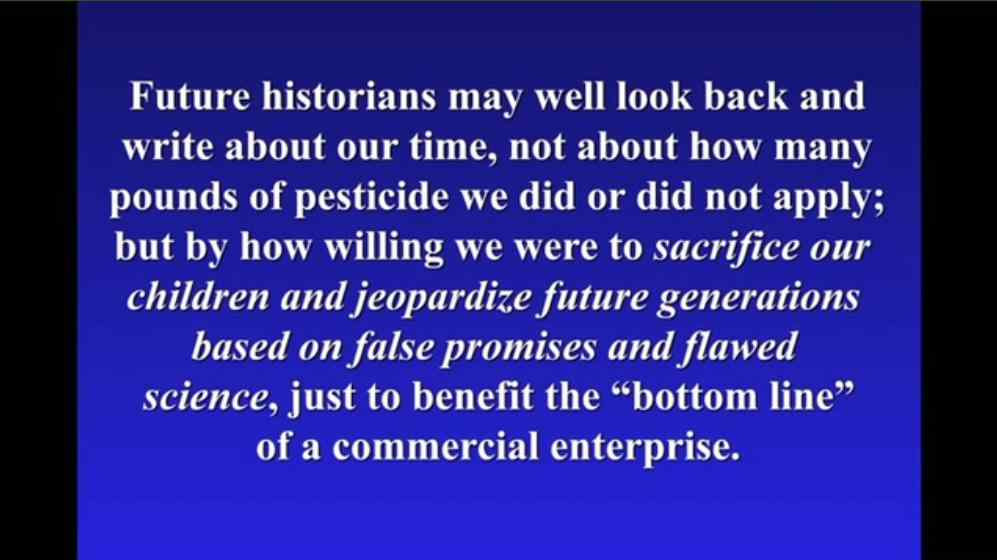 Future historians may well look back and
write about our time, not about how many
pounds of pesticide we did or did not apply;
but by how willing we were to sacrifice our
children and jeopardize future generations
based on false promises and flawed
science, just to benefit the “bottom line”
of a commercial enterprise.